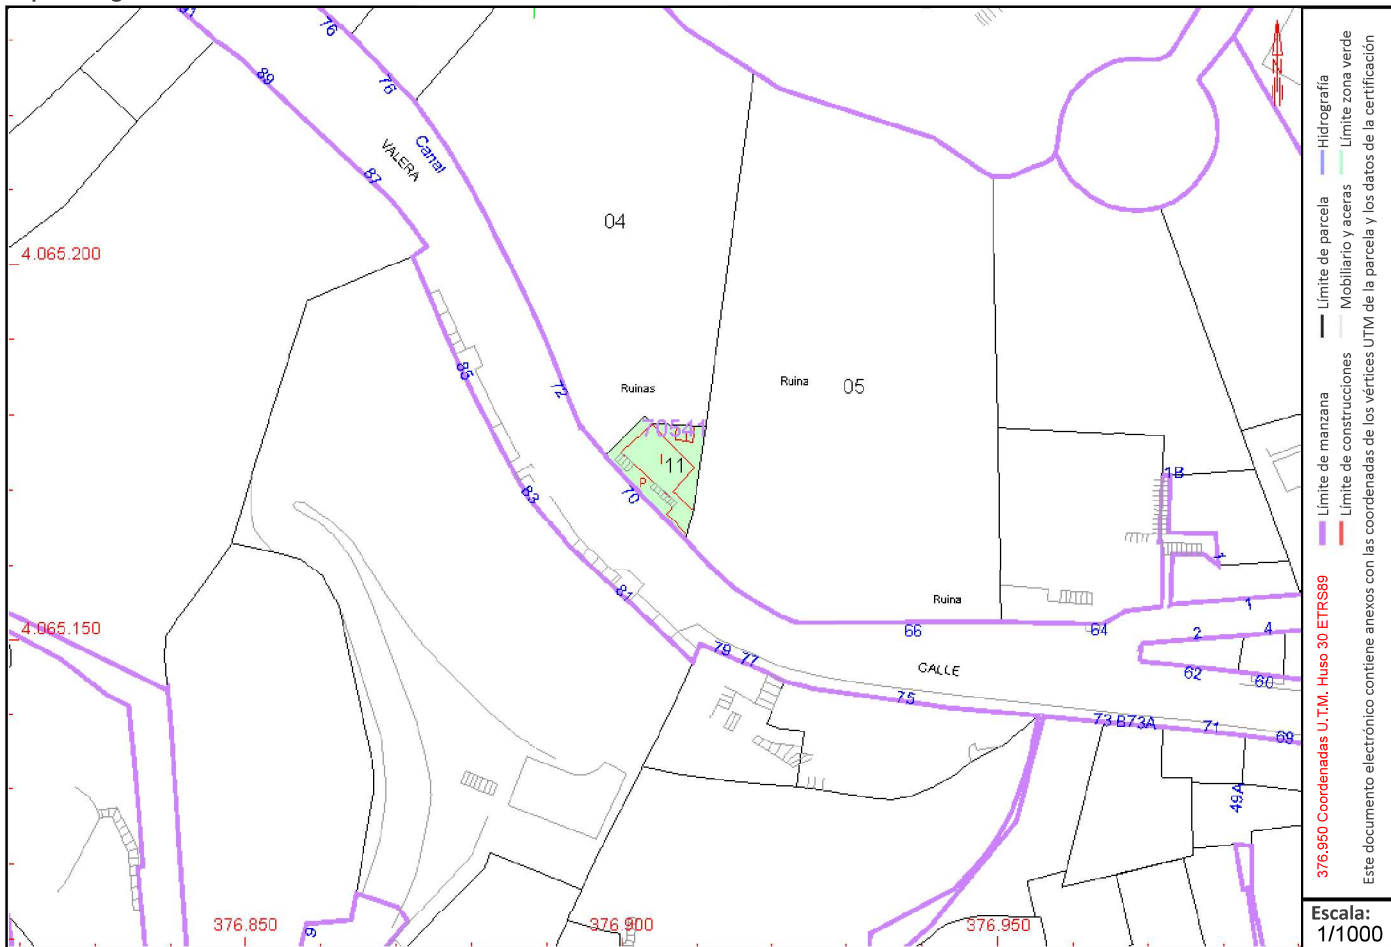 76
76
89
87
VALERA
Canal
04
4.065.200
85
72
Ruinas
Ruina
05
70541
11
I
P
70
83
1B
1
81
Ruina
4.065.150
66
64
1
2
4
79
77
CALLE
62
60
75
73 B
73A
71
69
49A
376.850
376.900
376.950
9
N
Hidrografía
Límite zona verde
Límite de parcela
Mobiliario y aceras
Límite de manzana
Límite de construcciones
376.950 Coordenadas U.T.M. Huso 30 ETRS89
Este documento electrónico contiene anexos con las coordenadas de los vértices UTM de la parcela y los datos de la certificación
Escala:
1/1000